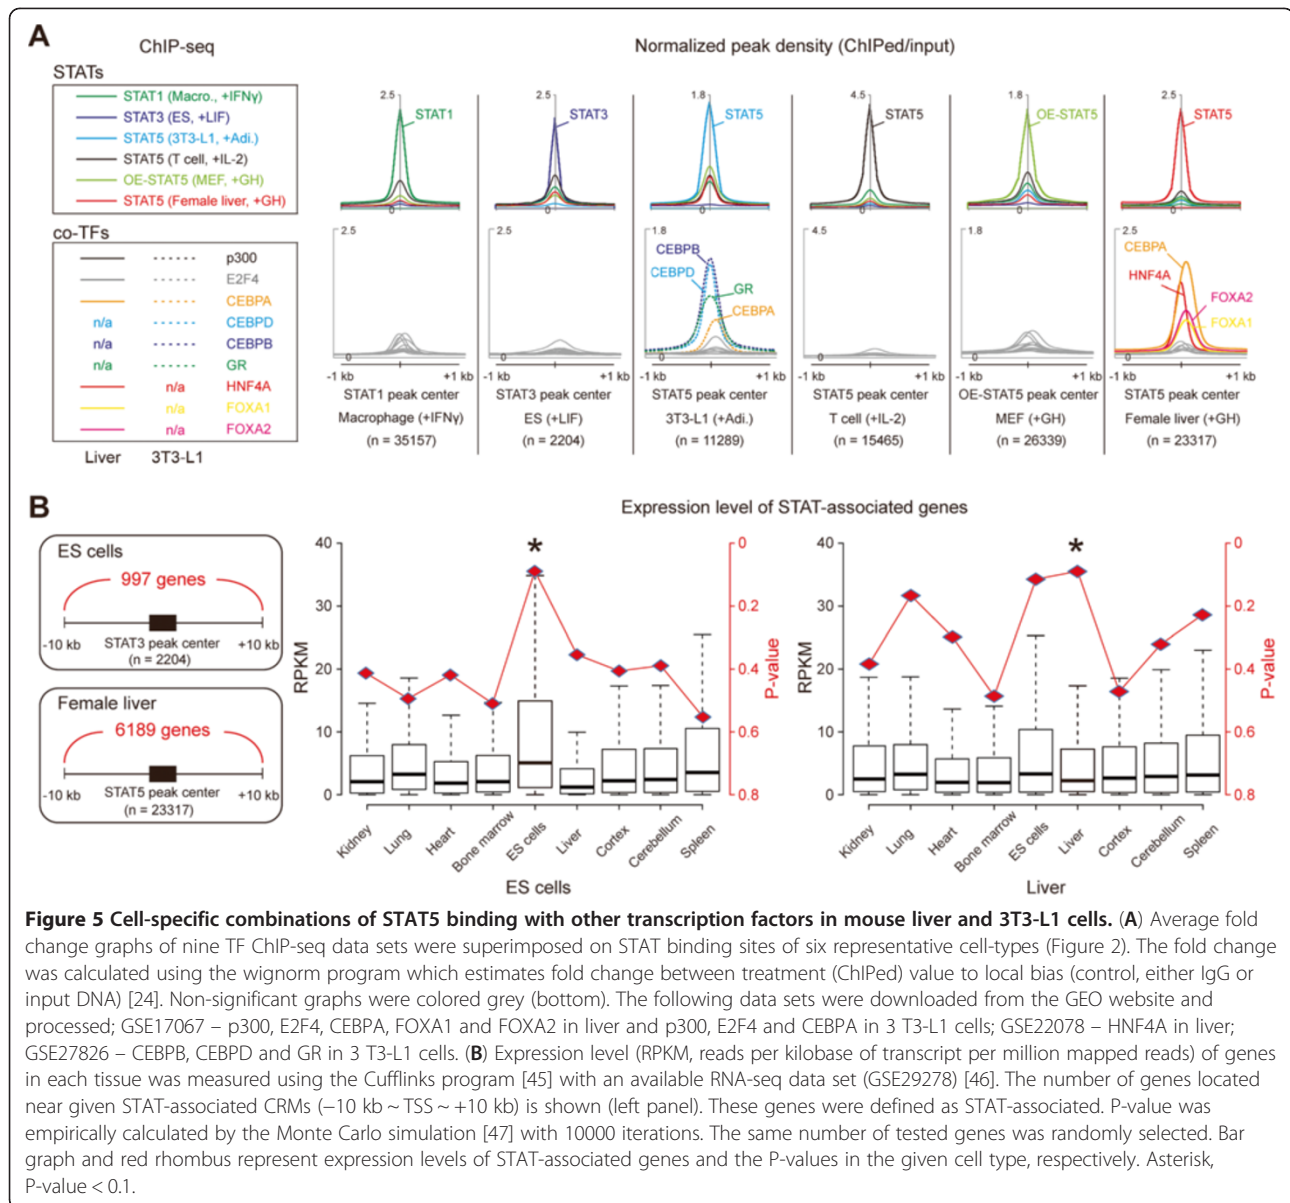 A
ChIP-seq
Normalized peak density (ChIPed/input)
STATs
STAT1 (Macro., +IFNγ)
STAT3 (ES, +LIF)
STAT5 (3T3-L1, +Adi.)
STAT5 (T cell, +IL-2)
OE-STAT5 (MEF, +GH)
STAT5 (Female liver, +GH)
2.5
STAT1
0
2.5
STAT3
0
1.8
STAT5
0
4.5
STAT5
0
1.8
OE-STAT5
0
2.5
STAT5
0
co-TFs
p300
E2F4
CEBPA
n/a CEBPD
n/a CEBPB
n/a GR
n/a HNF4A
n/a FOXA1
n/a FOXA2
Liver 3T3-L1
2.5
0
-1 kb +1 kb
STAT1 peak center
Macrophage (+IFNγ)
(n = 35157)
2.5
0
-1 kb +1 kb
STAT3 peak center
ES (+LIF)
(n = 2204)
1.8
CEBPB
CEBPD
GR
CEBPA
0
-1 kb +1 kb
STAT5 peak center
3T3-L1 (+Adi.)
(n = 11289)
4.5
0
-1 kb +1 kb
STAT5 peak center
T cell (+IL-2)
(n = 15465)
1.8
0
-1 kb +1 kb
OE-STAT5 peak center
MEF (+GH)
(n = 26339)
2.5
CEBPA
HNF4A
FOXA2
FOXA1
0
-1 kb +1 kb
STAT5 peak center
Female liver (+GH)
(n = 23317)
B
Expression level of STAT-associated genes
ES cells
997 genes
-10 kb STAT3 peak center +10 kb
(n = 2204)
Female liver
6189 genes
-10 kb STAT5 peak center +10 kb
(n = 23317)
RPKM
40
30
20
10
0
*
0
0.2
0.4
0.6
0.8
P-value
Kidney
Lung
Heart
Bone marrow
ES cells
Liver
Cortex
Cerebellum
Spleen
ES cells
RPKM
40
30
20
10
0
*
0
0.2
0.4
0.6
0.8
P-value
Kidney
Lung
Heart
Bone marrow
ES cells
Liver
Cortex
Cerebellum
Spleen
Liver
Figure 5 Cell-specific combinations of STAT5 binding with other transcription factors in mouse liver and 3T3-L1 cells. (A) Average fold
change graphs of nine TF ChIP-seq data sets were superimposed on STAT binding sites of six representative cell-types (Figure 2). The fold change
was calculated using the wignorm program which estimates fold change between treatment (ChIPed) value to local bias (control, either IgG or
input DNA) [24]. Non-significant graphs were colored grey (bottom). The following data sets were downloaded from the GEO website and
processed; GSE17067 – p300, E2F4, CEBPA, FOXA1 and FOXA2 in liver and p300, E2F4 and CEBPA in 3 T3-L1 cells; GSE22078 – HNF4A in liver;
GSE27826 – CEBPB, CEBPD and GR in 3 T3-L1 cells. (B) Expression level (RPKM, reads per kilobase of transcript per million mapped reads) of genes
in each tissue was measured using the Cufflinks program [45] with an available RNA-seq data set (GSE29278) [46]. The number of genes located
near given STAT-associated CRMs (−10 kb ~ TSS ~ +10 kb) is shown (left panel). These genes were defined as STAT-associated. P-value was
empirically calculated by the Monte Carlo simulation [47] with 10000 iterations. The same number of tested genes was randomly selected. Bar
graph and red rhombus represent expression levels of STAT-associated genes and the P-values in the given cell type, respectively. Asterisk,
P-value < 0.1.